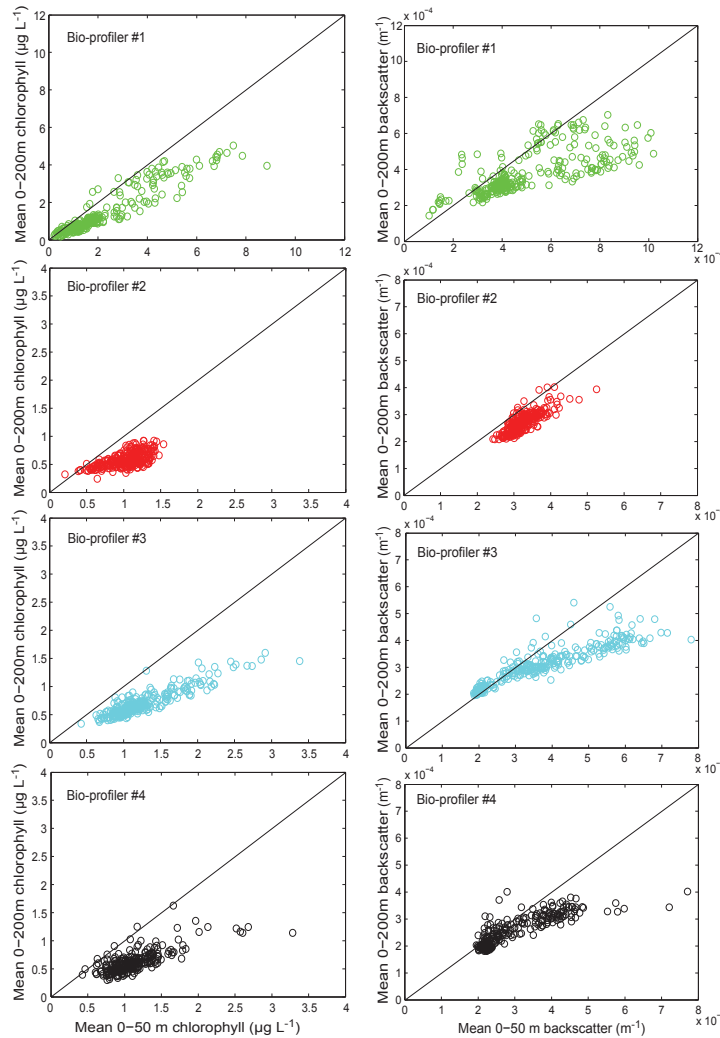 Mean 0−200m chlorophyll (µg L⁻¹)
12
10
8
6
4
2
0
Bio-profiler #1
0 2 4 6 8 10 12
Mean 0−200m backscatter (m⁻¹)
x 10⁻⁴
12
10
8
6
4
2
0
Bio-profiler #1
0 2 4 6 8 10 12
x 10⁻
Mean 0−200m chlorophyll (µg L⁻¹)
4
3.5
3
2.5
2
1.5
1
0.5
0
Bio-profiler #2
0 0.5 1 1.5 2 2.5 3 3.5 4
Mean 0−200m backscatter (m⁻¹)
x 10⁻⁴
8
7
6
5
4
3
2
1
0
Bio-profiler #2
0 1 2 3 4 5 6 7 8
x 10⁻
Mean 0−200m chlorophyll (µg L⁻¹)
4
3.5
3
2.5
2
1.5
1
0.5
0
Bio-profiler #3
0 0.5 1 1.5 2 2.5 3 3.5 4
Mean 0−200m backscatter (m⁻¹)
x 10⁻⁴
8
7
6
5
4
3
2
1
0
Bio-profiler #3
0 1 2 3 4 5 6 7 8
x 10⁻
Mean 0−200m chlorophyll (µg L⁻¹)
4
3.5
3
2.5
2
1.5
1
0.5
0
Bio-profiler #4
0 0.5 1 1.5 2 2.5 3 3.5 4
Mean 0−50 m chlorophyll (µg L⁻¹)
Mean 0−200m backscatter (m⁻¹)
x 10⁻⁴
8
7
6
5
4
3
2
1
0
Bio-profiler #4
0 1 2 3 4 5 6 7 8
x 10⁻
Mean 0−50 m backscatter (m⁻¹)